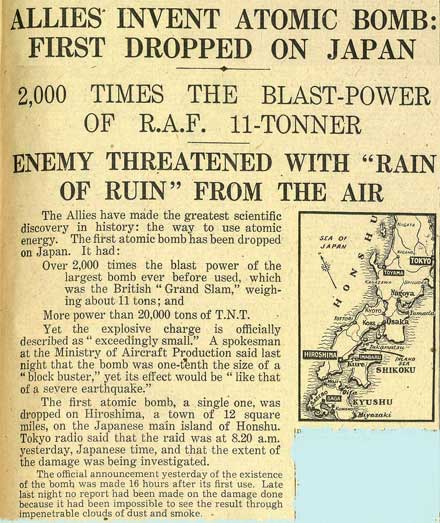 ALLIES INVENT ATOMIC BOMB:
FIRST DROPPED ON JAPAN
2,000 TIMES THE BLAST-POWER
OF R.A.F. 11-TONNER
ENEMY THREATENED WITH “RAIN
OF RUIN” FROM THE AIR
The Allies have made the greatest scientific
discovery in history: the way to use atomic
energy. The first atomic bomb has been dropped
on Japan. It had:
Over 2,000 times the blast power of the
largest bomb ever before used, which
was the British “Grand Slam,” weigh-
ing about 11 tons; and
More power than 20,000 tons of T.N.T.
Yet the explosive charge is officially
described as “exceedingly small.” A spokesman
at the Ministry of Aircraft Production said last
night that the bomb was one-tenth the size of a
“block buster,” yet its effect would be “like that
of a severe earthquake.”
The first atomic bomb, a single one, was
dropped on Hiroshima, a town of 12 square
miles, on the Japanese main island of Honshu.
Tokyo radio said that the raid was at 8.20 a.m.
yesterday, Japanese time, and that the extent of
the damage was being investigated.
The official announcement yesterday of the existence
of the bomb was made 16 hours after its first use. Late
last night no report had been made on the damage done
because it had been impossible to see the result through
impenetrable clouds of dust and smoke.
SEA OF
JAPAN
HONSHU
NIIGATA
TOKYO
TOYAMA
KANAZAWA
Nagoya
KYOTO
TOTTORI
Kobe
Osaka
HIROSHIMA
IMABARU
Kure
INLAND
SEA
SHIKOKU
SAGA
KYUSHU
Miyazaki